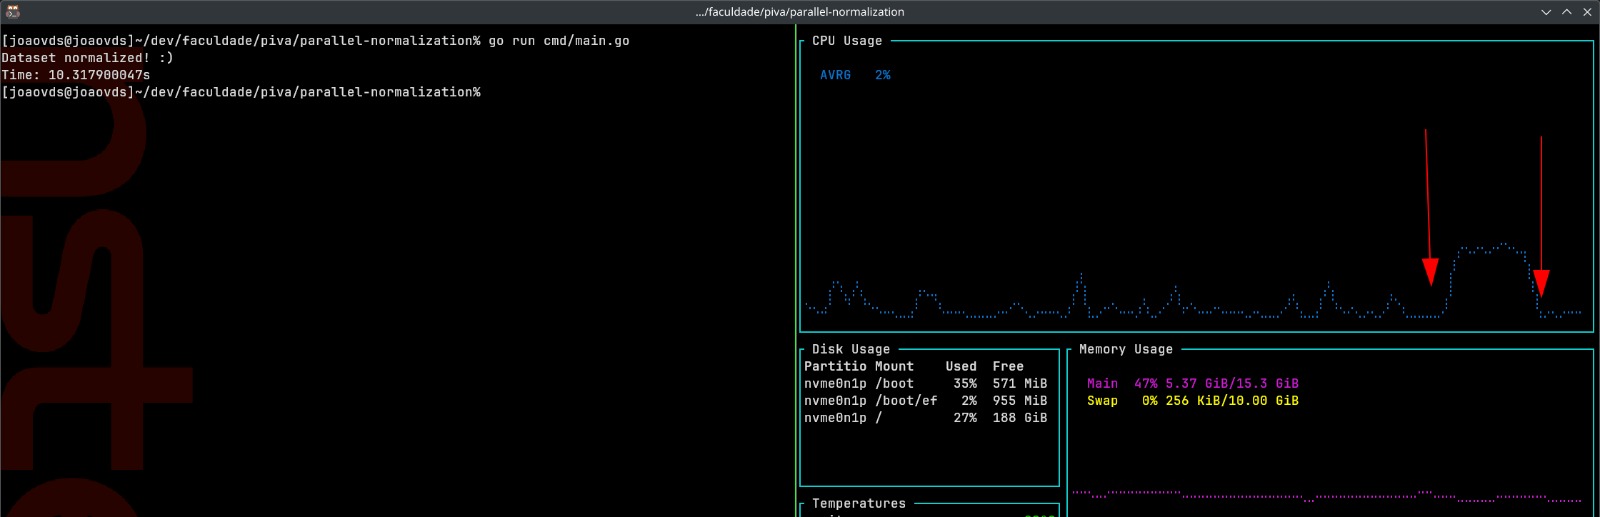 .../faculdade/piva/parallel-normalization
[joaovds@joaovds]~/dev/faculdade/piva/parallel-normalization% go run cmd/main.go
Dataset normalized! :)
Time: 10.317900047s
[joaovds@joaovds]~/dev/faculdade/piva/parallel-normalization%
CPU Usage
AVRG 2%
Disk Usage
Partitio Mount Used Free
nvme0n1p /boot 35% 571 MiB
nvme0n1p /boot/ef 2% 955 MiB
nvme0n1p / 27% 188 GiB
Memory Usage
Main 47% 5.37 GiB/15.3 GiB
Swap 0% 256 KiB/10.00 GiB
Temperatures